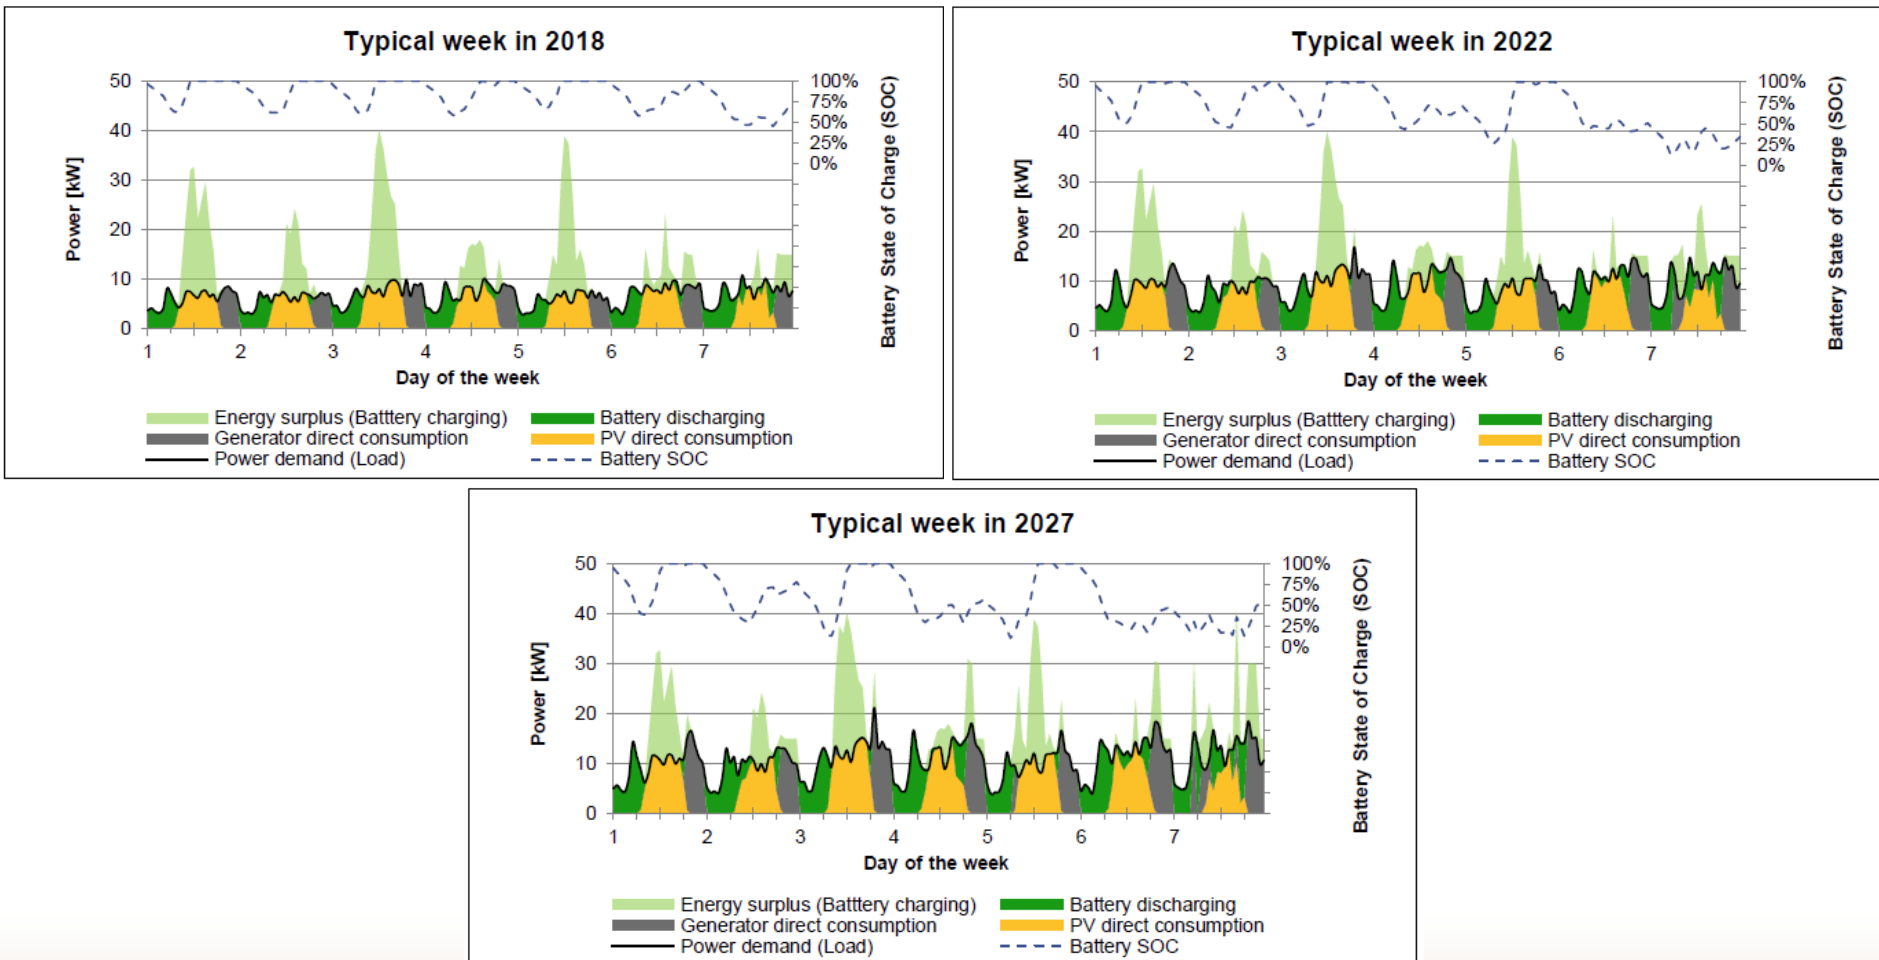 Typical week in 2018
50
40
30
20
10
0
Power [kW]
100%
75%
50%
25%
0%
Battery State of Charge (SOC)
1 2 3 4 5 6 7
Day of the week
Energy surplus (Batttery charging) Battery discharging
Generator direct consumption PV direct consumption
Power demand (Load) Battery SOC
Typical week in 2022
50
40
30
20
10
0
Power [kW]
100%
75%
50%
25%
0%
Battery State of Charge (SOC)
1 2 3 4 5 6 7
Day of the week
Energy surplus (Batttery charging) Battery discharging
Generator direct consumption PV direct consumption
Power demand (Load) Battery SOC
Typical week in 2027
50
40
30
20
10
0
Power [kW]
100%
75%
50%
25%
0%
Battery State of Charge (SOC)
1 2 3 4 5 6 7
Day of the week
Energy surplus (Batttery charging) Battery discharging
Generator direct consumption PV direct consumption
Power demand (Load) Battery SOC